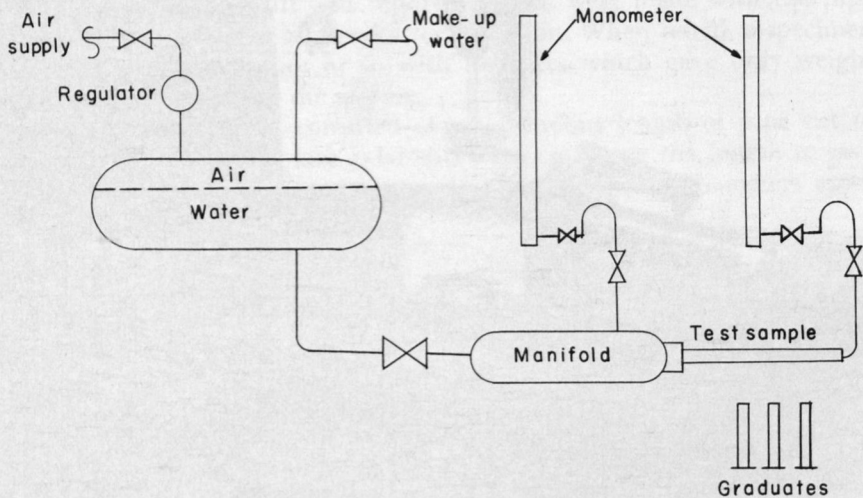 Air
supply
Make-up
water
Manometer
Regulator
Air
Water
Manifold
Test sample
Graduates